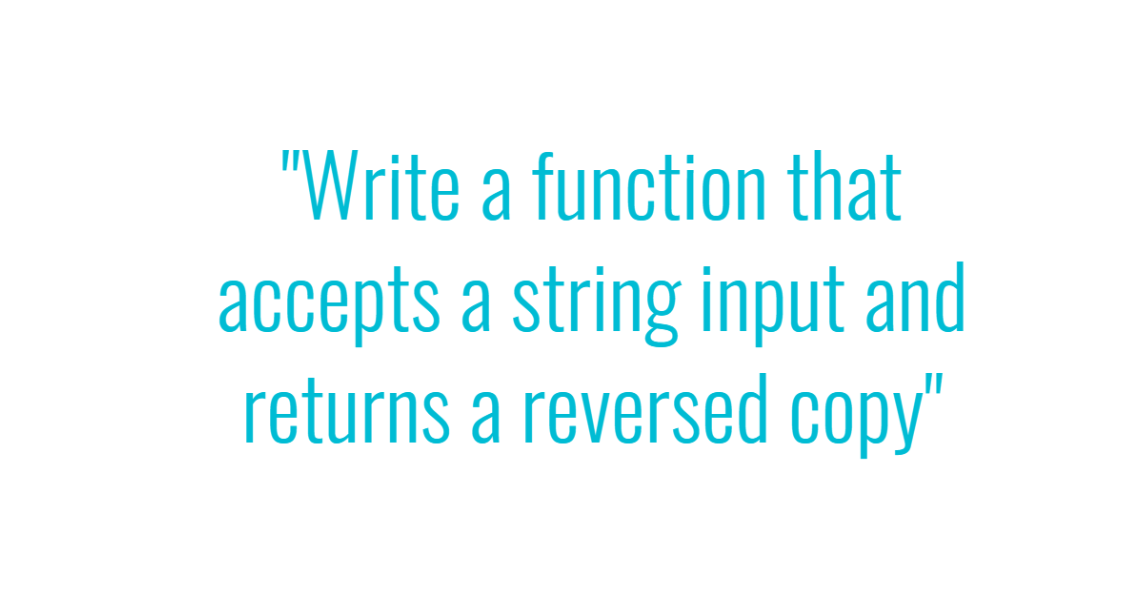 "Write a function that
accepts a string input and
returns a reversed copy"